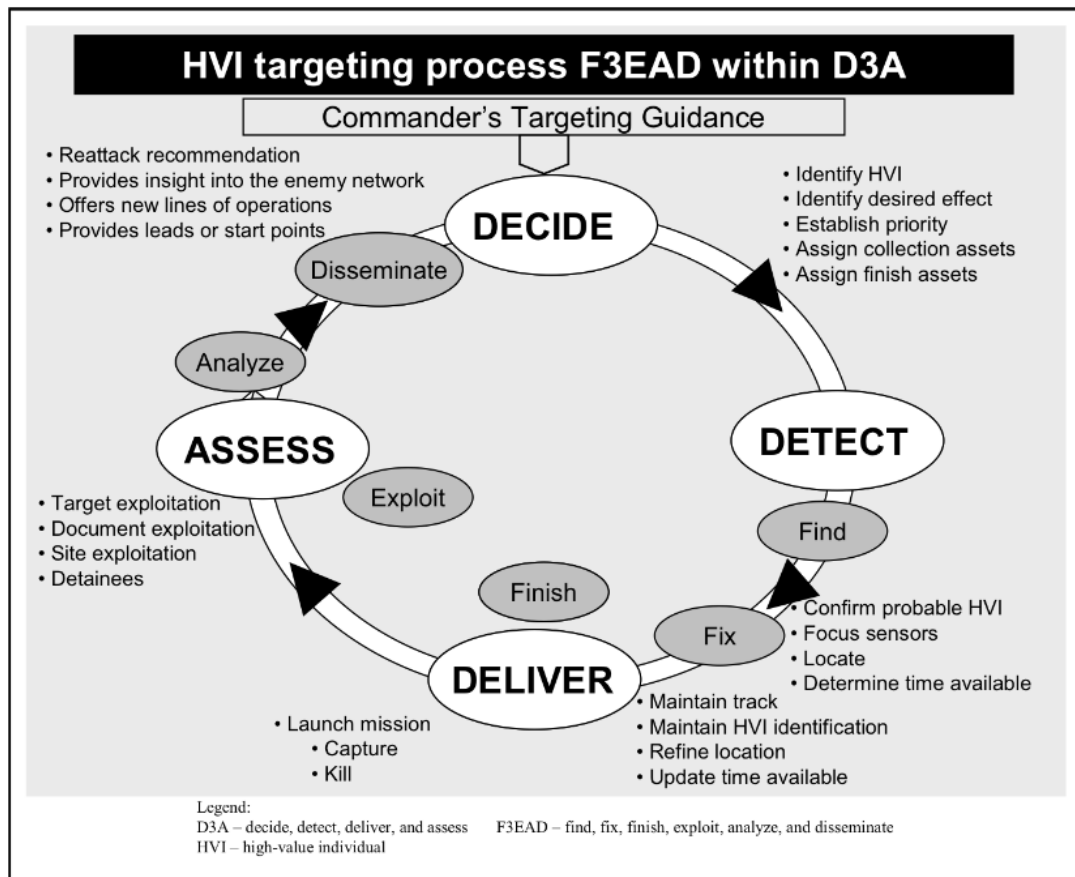 HVI targeting process F3EAD within D3A
Commander's Targeting Guidance
• Reattack recommendation
• Provides insight into the enemy network
• Offers new lines of operations
• Provides leads or start points
DECIDE
• Identify HVI
• Identify desired effect
• Establish priority
• Assign collection assets
• Assign finish assets
Disseminate
Analyze
ASSESS
DETECT
Exploit
• Target exploitation
• Document exploitation
• Site exploitation
• Detainees
Find
Finish
Fix
• Confirm probable HVI
• Focus sensors
• Locate
• Determine time available
DELIVER
• Maintain track
• Maintain HVI identification
• Refine location
• Update time available
• Launch mission
• Capture
• Kill
Legend:
D3A – decide, detect, deliver, and assess F3EAD – find, fix, finish, exploit, analyze, and disseminate
HVI – high-value individual